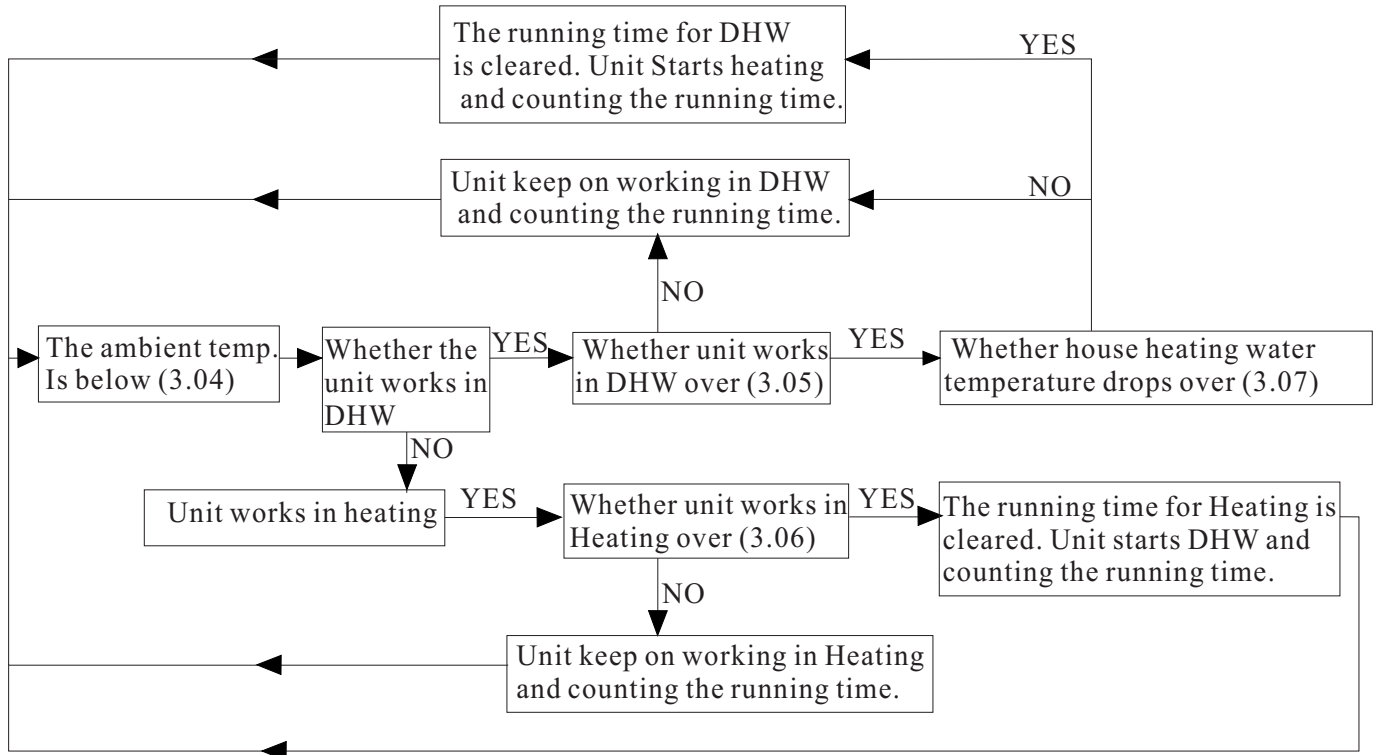 The running time for DHW
is cleared. Unit Starts heating
and counting the running time.
YES
Unit keep on working in DHW
and counting the running time.
NO
NO
The ambient temp.
Is below (3.04)
Whether the
unit works in
DHW
YES
Whether unit works
in DHW over (3.05)
YES
Whether house heating water
temperature drops over (3.07)
NO
Unit works in heating
YES
Whether unit works in
Heating over (3.06)
YES
The running time for Heating is
cleared. Unit starts DHW and
counting the running time.
NO
Unit keep on working in Heating
and counting the running time.